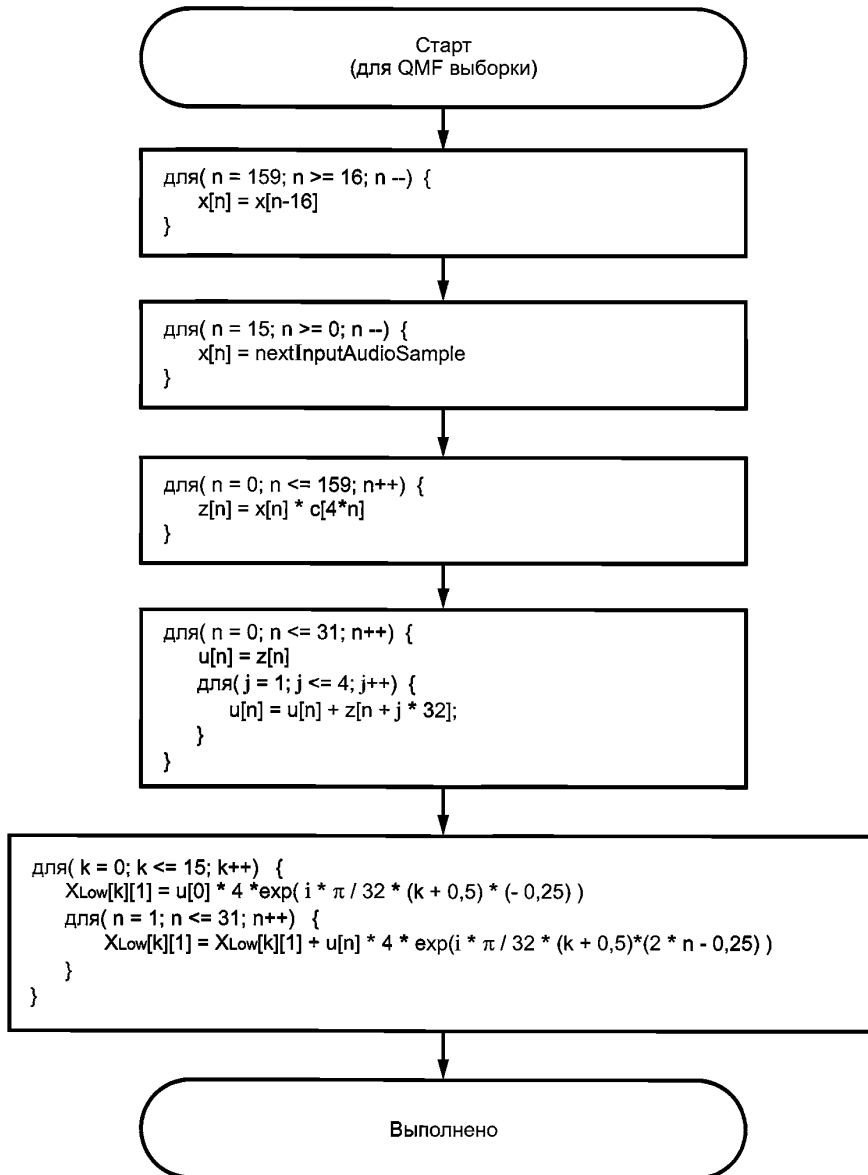 Старт
(для QMF выборки)
для( n = 159; n >= 16; n --) {
x[n] = x[n-16]
}
для( n = 15; n >= 0; n --) {
x[n] = nextInputAudioSample
}
для( n = 0; n <= 159; n++) {
z[n] = x[n] * c[4*n]
}
для( n = 0; n <= 31; n++) {
u[n] = z[n]
для( j = 1; j <= 4; j++) {
u[n] = u[n] + z[n + j * 32];
}
}
для( k = 0; k <= 15; k++) {
XLow[k][1] = u[0] * 4 *exp( i * π / 32 * (k + 0,5) * (- 0,25) )
для( n = 1; n <= 31; n++) {
XLow[k][1] = XLow[k][1] + u[n] * 4 * exp(i * π / 32 * (k + 0,5)*(2 * n - 0,25) )
}
}
Выполнено